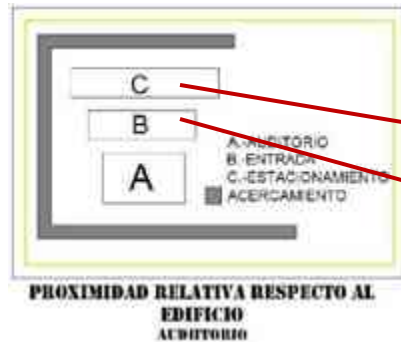 C
B
A
A.-AUDITORIO
B.-ENTRADA
C.-ESTACIONAMIENTO
ACERCAMIENTO
PROXIMIDAD RELATIVA RESPECTO AL
EDIFICIO
AUDITORIO